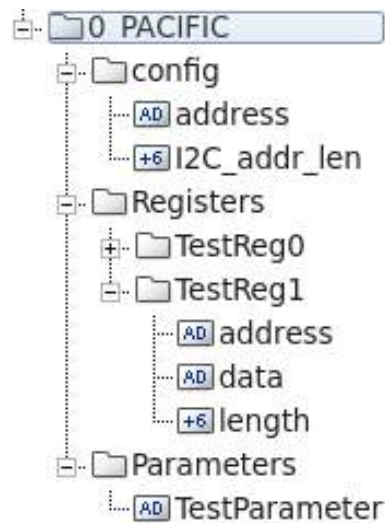 0 PACIFIC
config
AD address
+6 I2C_addr_len
Registers
TestReg0
TestReg1
AD address
AD data
+6 length
Parameters
AD TestParameter